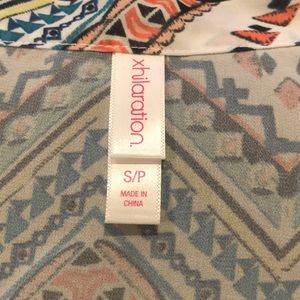 xhilaration.
S/P
MADE IN
CHINA